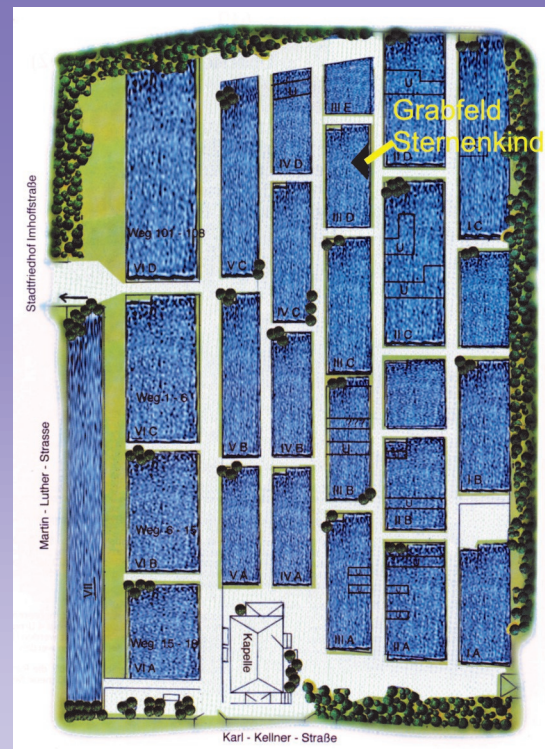 Grabfeld
Sternenkind
III E
IV D
II D
III D
I C
Weg 101 - 108
VI D
V C
IV C
U
U
II C
III C
Stadtfriedhof Imhoffstraße
Weg 1 - 6
VI C
V B
IV B
U
III B
I B
U
II B
Martin - Luther - Strasse
Weg 6 - 15
VI B
V A
IV A
VII
Weg 15 - 18
VI A
Kapelle
III A
II A
I A
Karl - Kellner - Straße